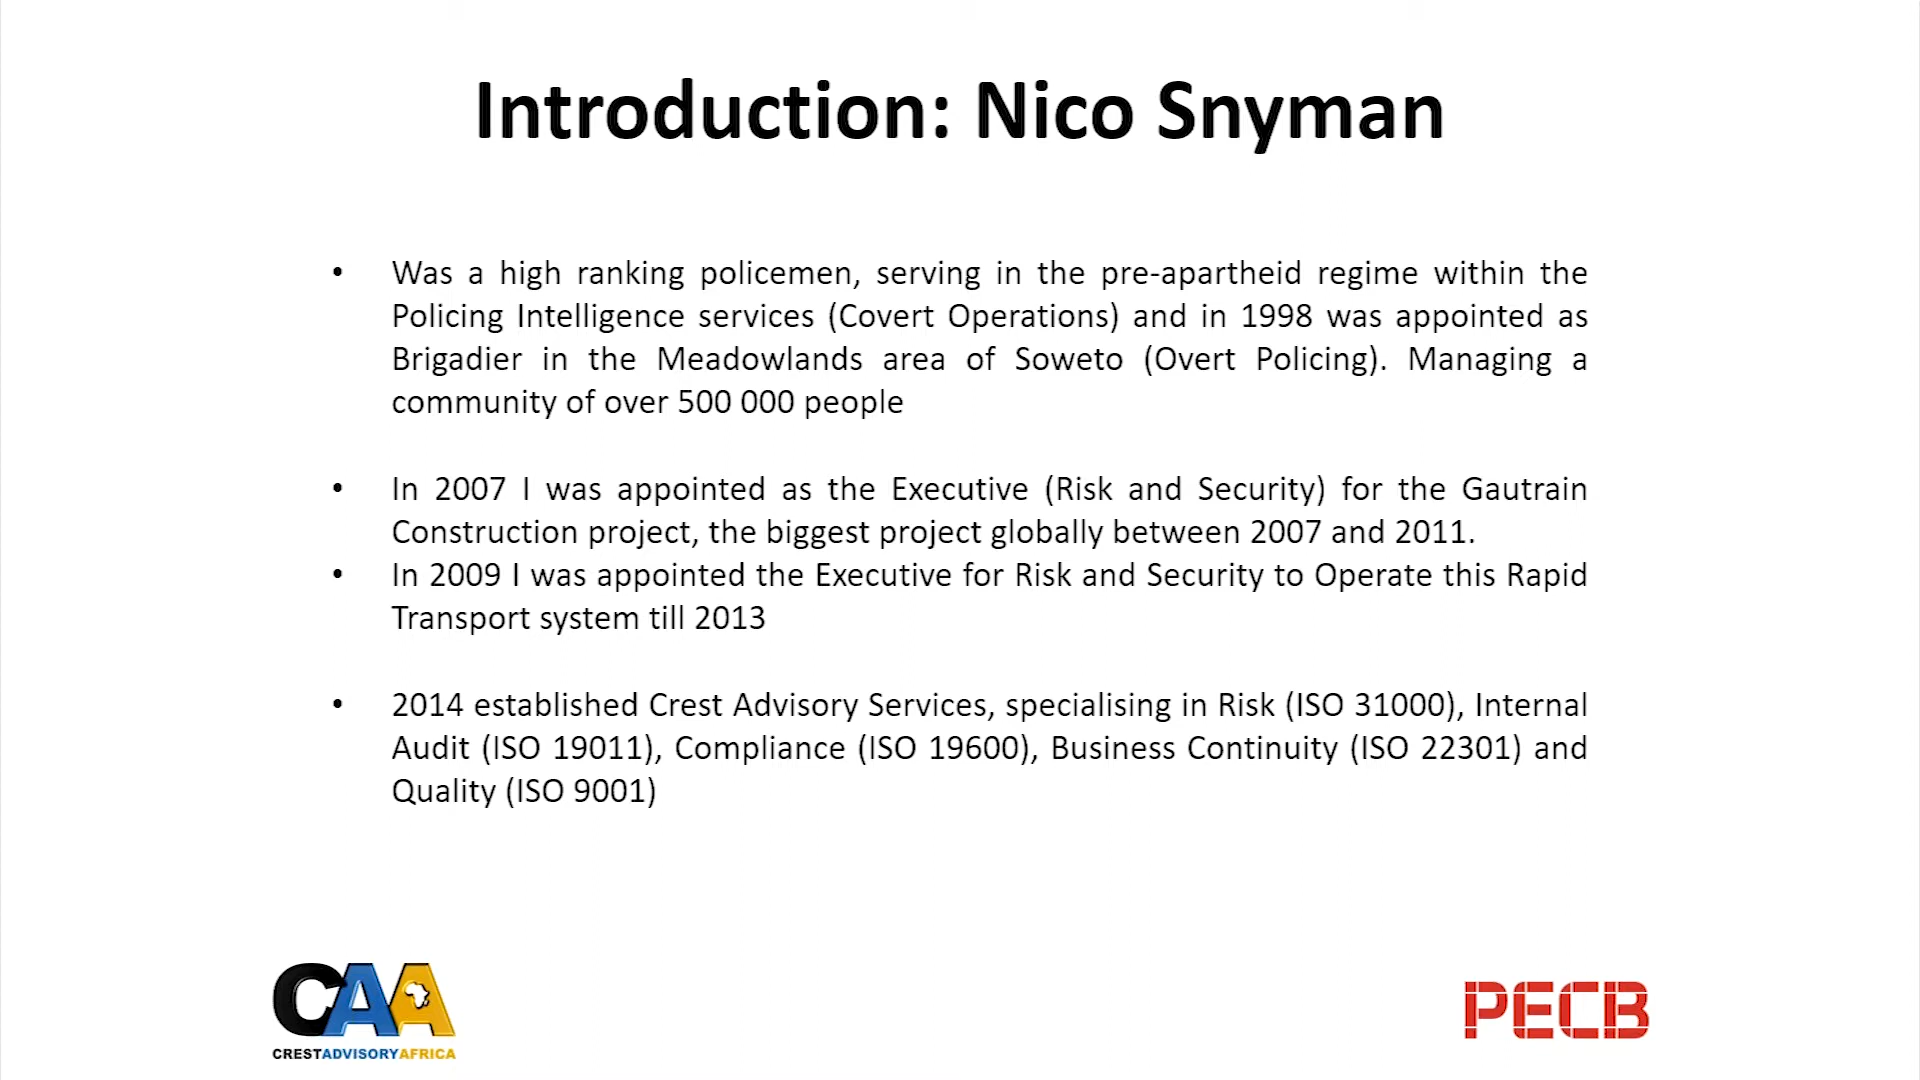 Introduction: Nico Snyman
• Was a high ranking policemen, serving in the pre-apartheid regime within the
Policing Intelligence services (Covert Operations) and in 1998 was appointed as
Brigadier in the Meadowlands area of Soweto (Overt Policing). Managing a
community of over 500 000 people
• In 2007 I was appointed as the Executive (Risk and Security) for the Gautrain
Construction project, the biggest project globally between 2007 and 2011.
• In 2009 I was appointed the Executive for Risk and Security to Operate this Rapid
Transport system till 2013
• 2014 established Crest Advisory Services, specialising in Risk (ISO 31000), Internal
Audit (ISO 19011), Compliance (ISO 19600), Business Continuity (ISO 22301) and
Quality (ISO 9001)
CAA
CRESTADVISORYAFRICA
PECB